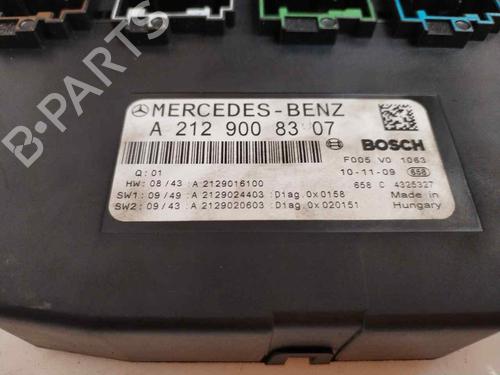 MERCEDES-BENZ
A 212 900 83 07
BOSCH
Q: 01
F005 V0 1063
HW: 08/43 :A 2129016100
10-11-09 658
SW1: 09/49 :A 2129024403 :Diag.0x0158
658 C 4325327
SW2: 09/43 :A 2129020603 :Diag.0x020151
Made in
Hungary
B-PARTS